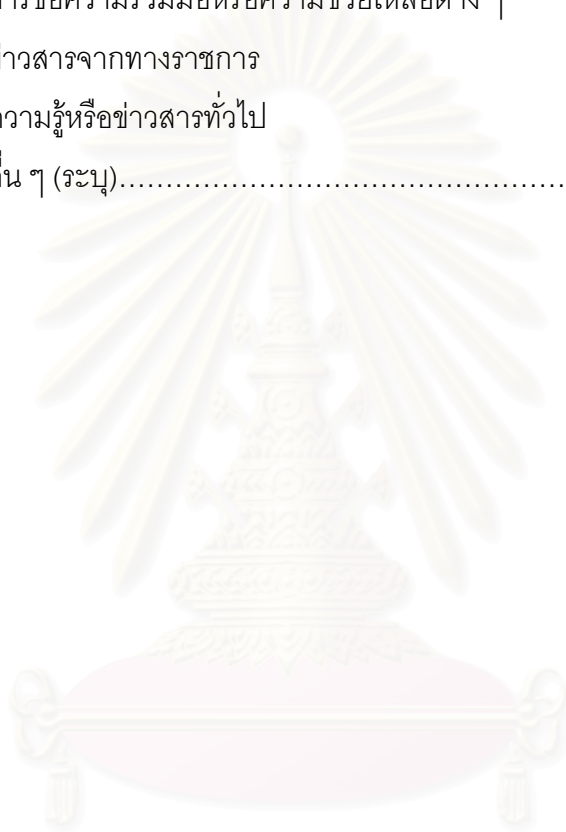 การขอความร่วมมือหรือความช่วยเหลือต่าง ๆ
ข่าวสารจากทางราชการ
ความรู้หรือข่าวสารทั่วไป
อื่น ๆ (ระบุ)................................................